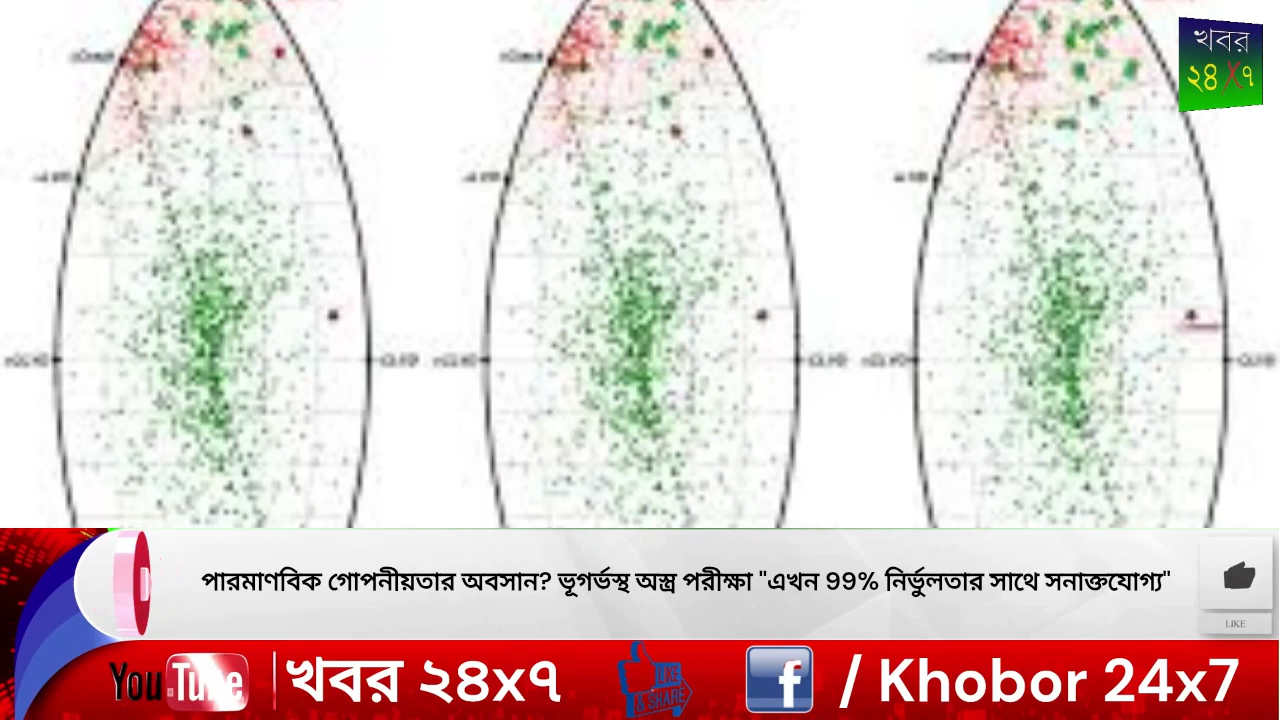 খবর
২৪X৭
পারমাণবিক গোপনীয়তার অবসান? ভূগর্ভস্থ অস্ত্র পরীক্ষা "এখন 99% নির্ভুলতার সাথে সনাক্তযোগ্য"
LIKE
YouTube খবর ২৪x৭ LIKE & SHARE f / Khobor 24x7